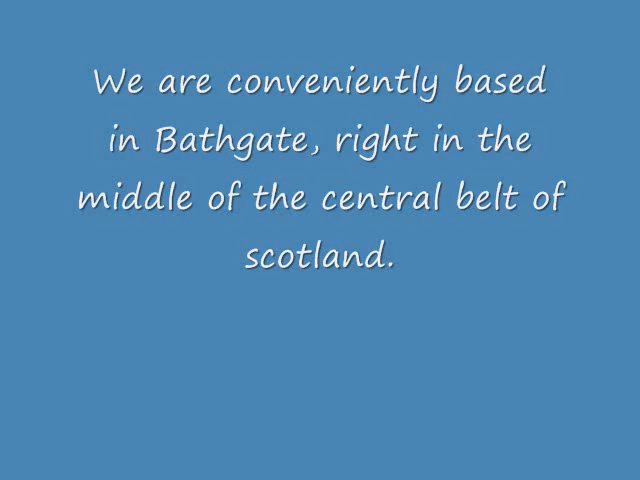 We are conveniently based
in Bathgate, right in the
middle of the central belt of
scotland.